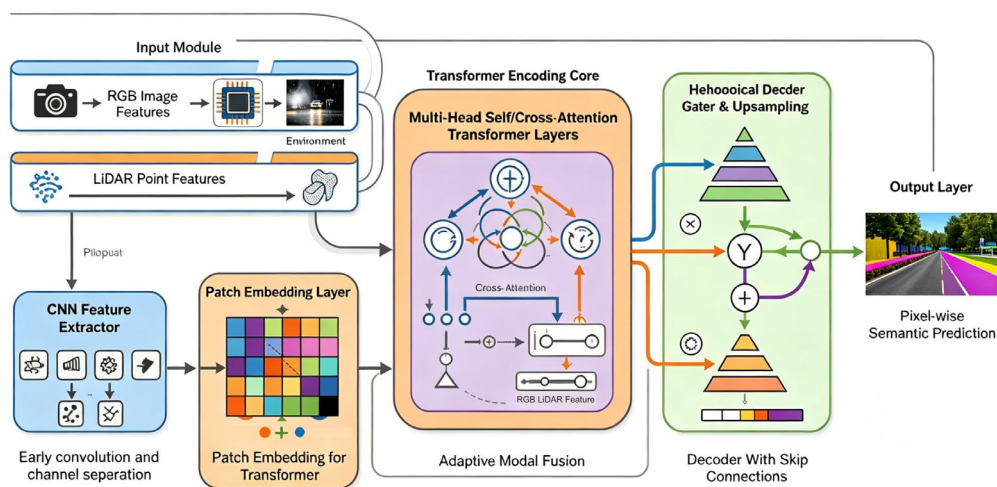 Input Module
RGB Image
Features
Environment
LiDAR Point Features
Pilopuat
CNN Feature
Extractor
Early convolution and
channel separation
Patch Embedding Layer
Patch Embedding for
Transformer
Transformer Encoding Core
Multi-Head Self/Cross-Attention
Transformer Layers
Cross-Attention
RGB LiDAR Feature
Adaptive Modal Fusion
Hehoooical Decder
Gater & Upsampling
Y
Decoder With Skip
Connections
Output Layer
Pixel-wise
Semantic Prediction